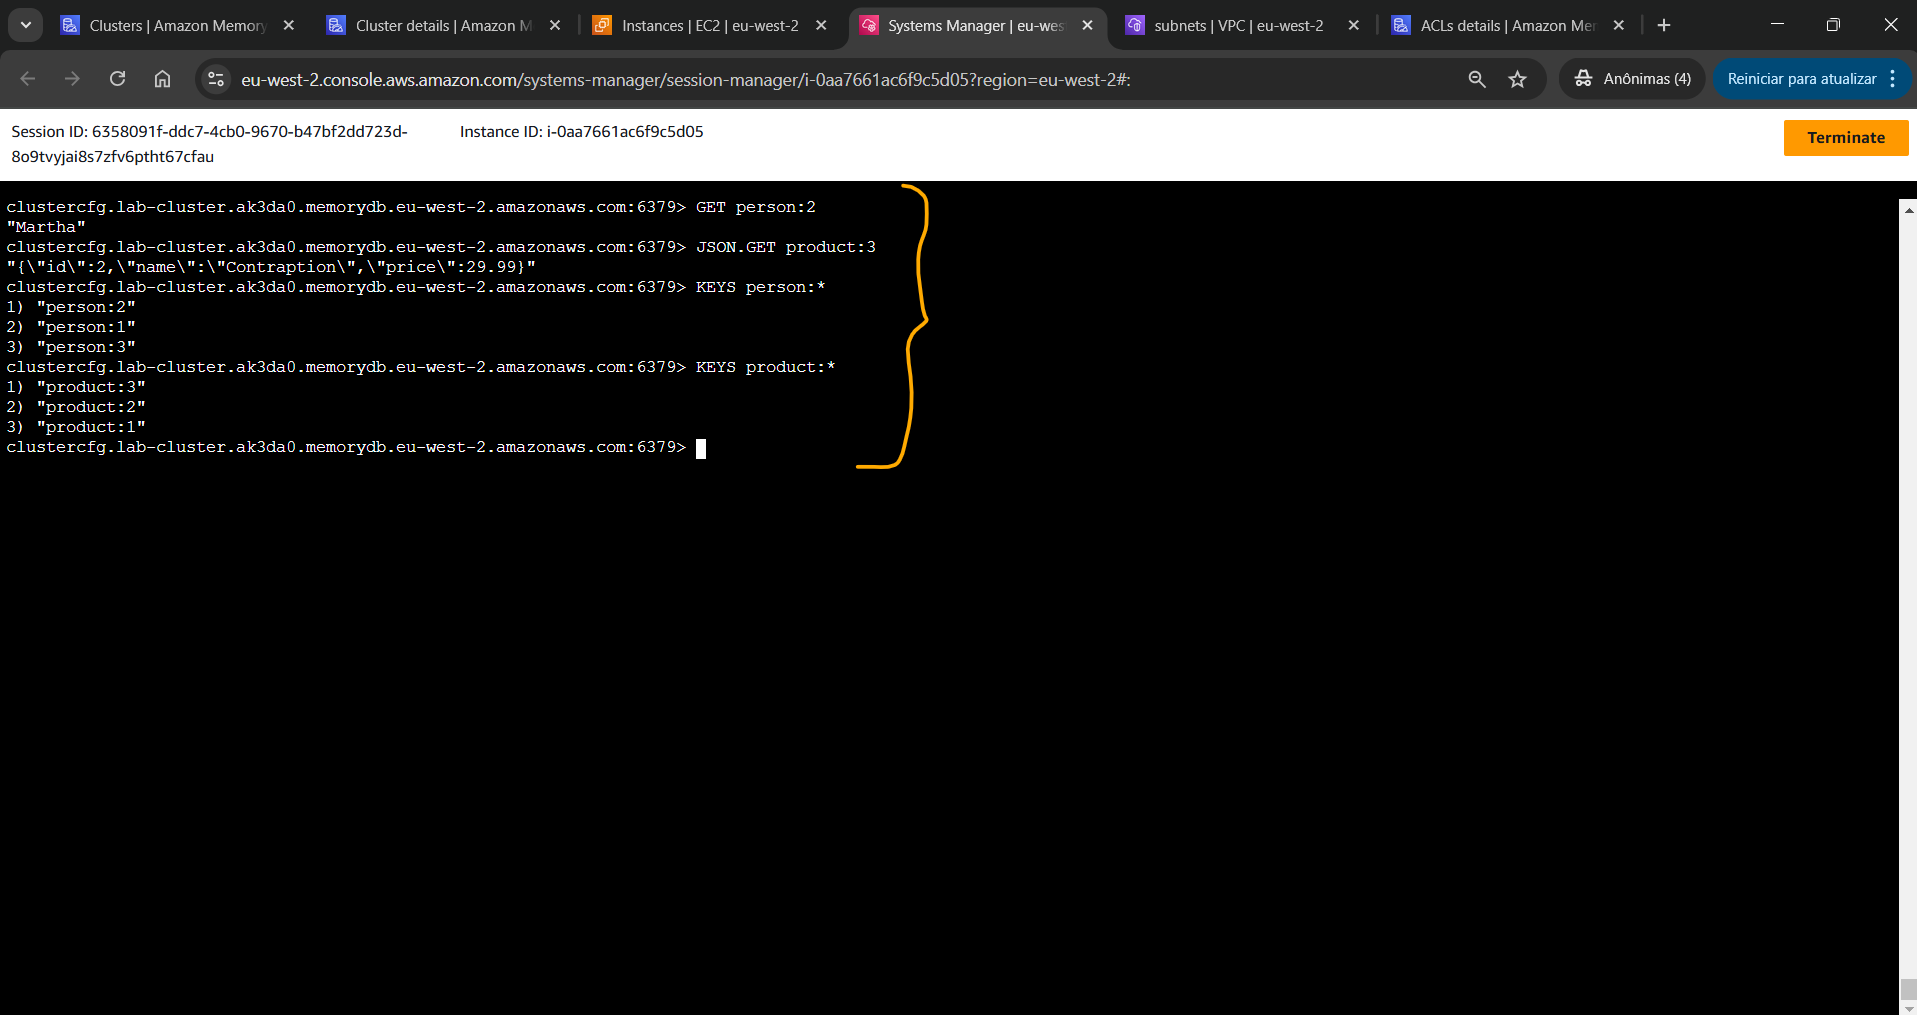 Clusters | Amazon Memory
Cluster details | Amazon M
Instances | EC2 | eu-west-2
Systems Manager | eu-wes
subnets | VPC | eu-west-2
ACLs details | Amazon Mer
eu-west-2.console.aws.amazon.com/systems-manager/session-manager/i-0aa7661ac6f9c5d05?region=eu-west-2#:
Anônimas (4)
Reiniciar para atualizar
Session ID: 6358091f-ddc7-4cb0-9670-b47bf2dd723d-
8o9tvyjai8s7zfv6ptht67cfau
Instance ID: i-0aa7661ac6f9c5d05
Terminate
clustercfg.lab-cluster.ak3da0.memorydb.eu-west-2.amazonaws.com:6379> GET person:2
"Martha"
clustercfg.lab-cluster.ak3da0.memorydb.eu-west-2.amazonaws.com:6379> JSON.GET product:3
"{\"id\":2,\"name\":\"Contraption\",\"price\":29.99}"
clustercfg.lab-cluster.ak3da0.memorydb.eu-west-2.amazonaws.com:6379> KEYS person:*
1) "person:2"
2) "person:1"
3) "person:3"
clustercfg.lab-cluster.ak3da0.memorydb.eu-west-2.amazonaws.com:6379> KEYS product:*
1) "product:3"
2) "product:2"
3) "product:1"
clustercfg.lab-cluster.ak3da0.memorydb.eu-west-2.amazonaws.com:6379>